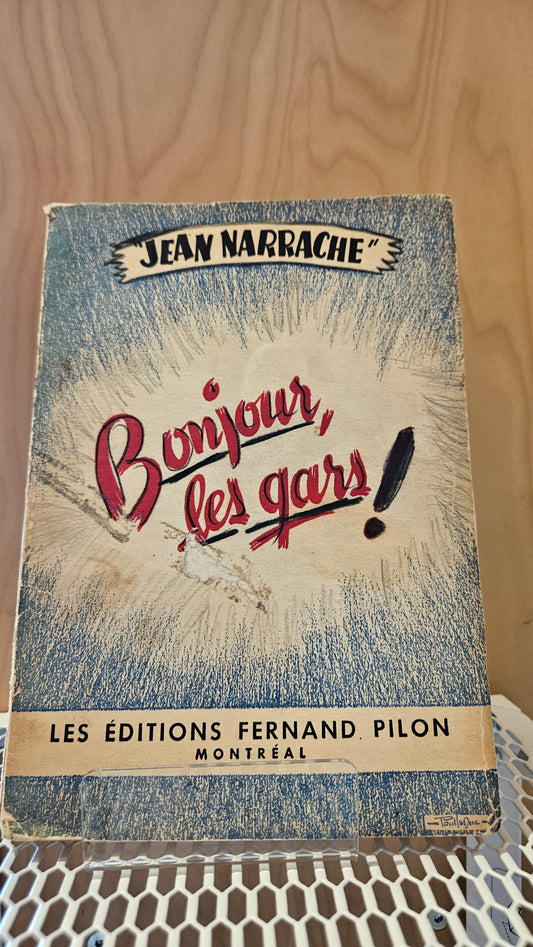 "JEAN NARRACHE"
Bonjour,
les gars!
LES ÉDITIONS FERNAND PILON
MONTRÉAL